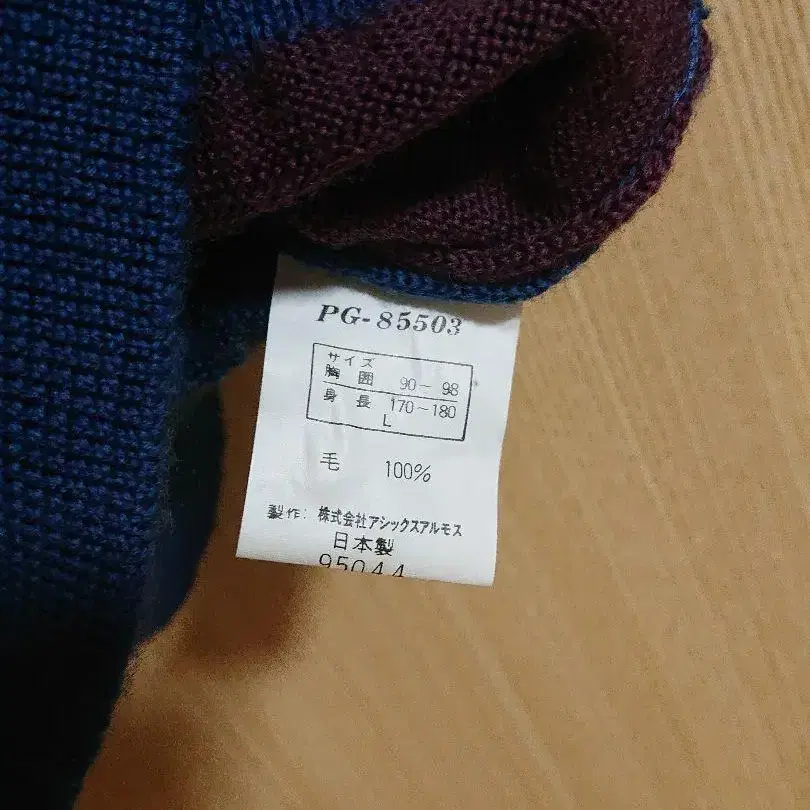 PG-85503
サイズ
胸囲 90－98
身長 170～180
L
毛 100%
製作: 株式会社アシックスアルモス
日本製
95044